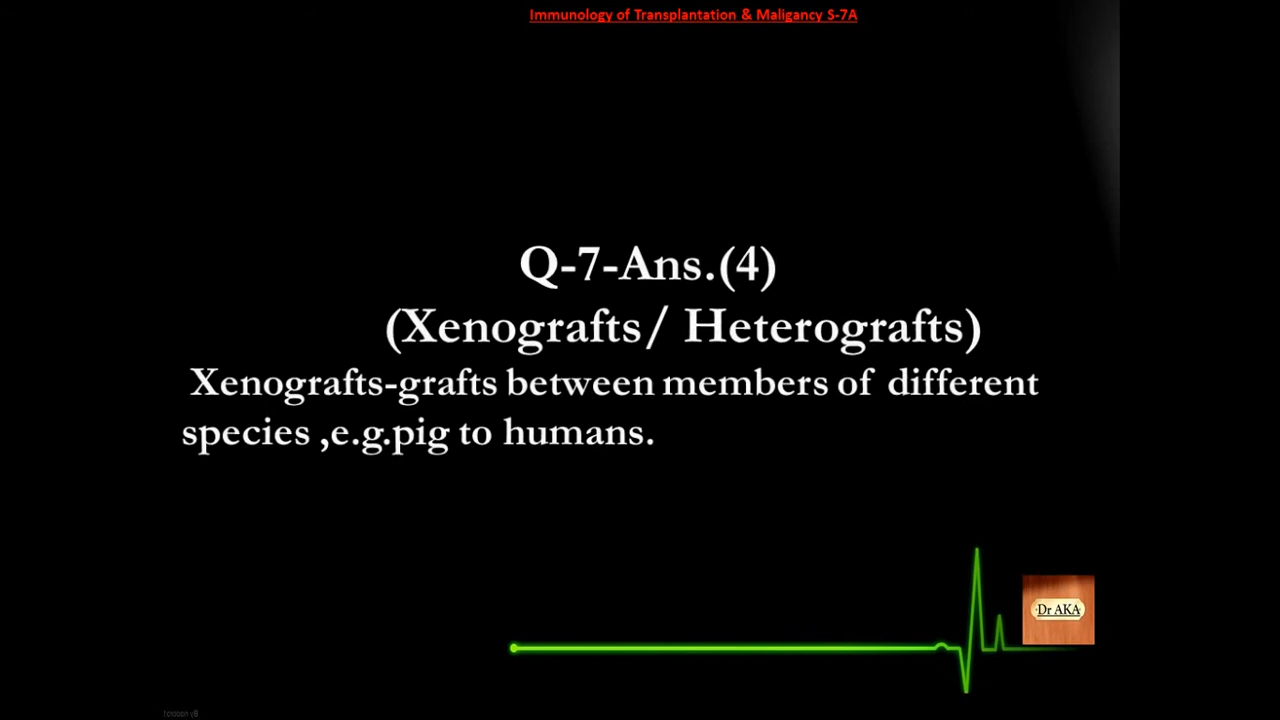 Immunology of Transplantation & Maligancy S-7A
Q-7-Ans.(4)
(Xenografts/ Heterografts)
Xenografts-grafts between members of different
species ,e.g.pig to humans.
Dr AKA